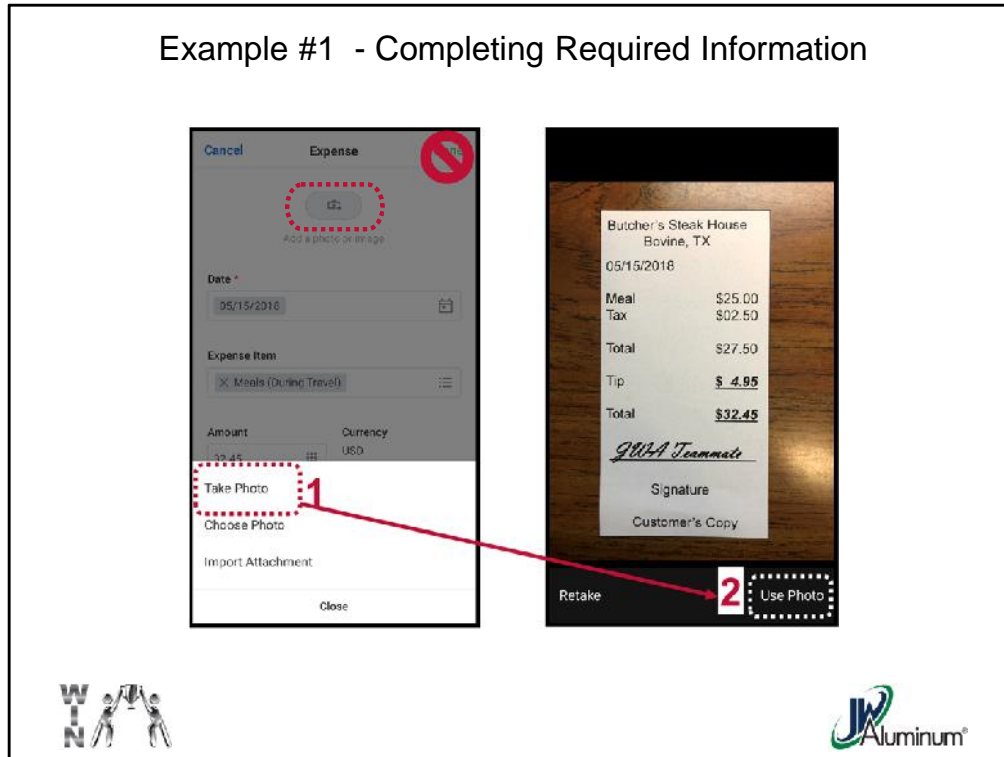 Example #1 - Completing Required Information
Cancel Expense
Add a photo or image
Date *
05/15/2018
Expense Item
× Meals (During Travel)
Amount Currency
32.45 USD
Take Photo 1
Choose Photo
Import Attachment
Close
Butcher's Steak House
Bovine, TX
05/15/2018
Meal $25.00
Tax $02.50
Total $27.50
Tip $ 4.95
Total $32.45
JWA Teammate
Signature
Customer's Copy
Retake 2 Use Photo
WIN
JW Aluminum®